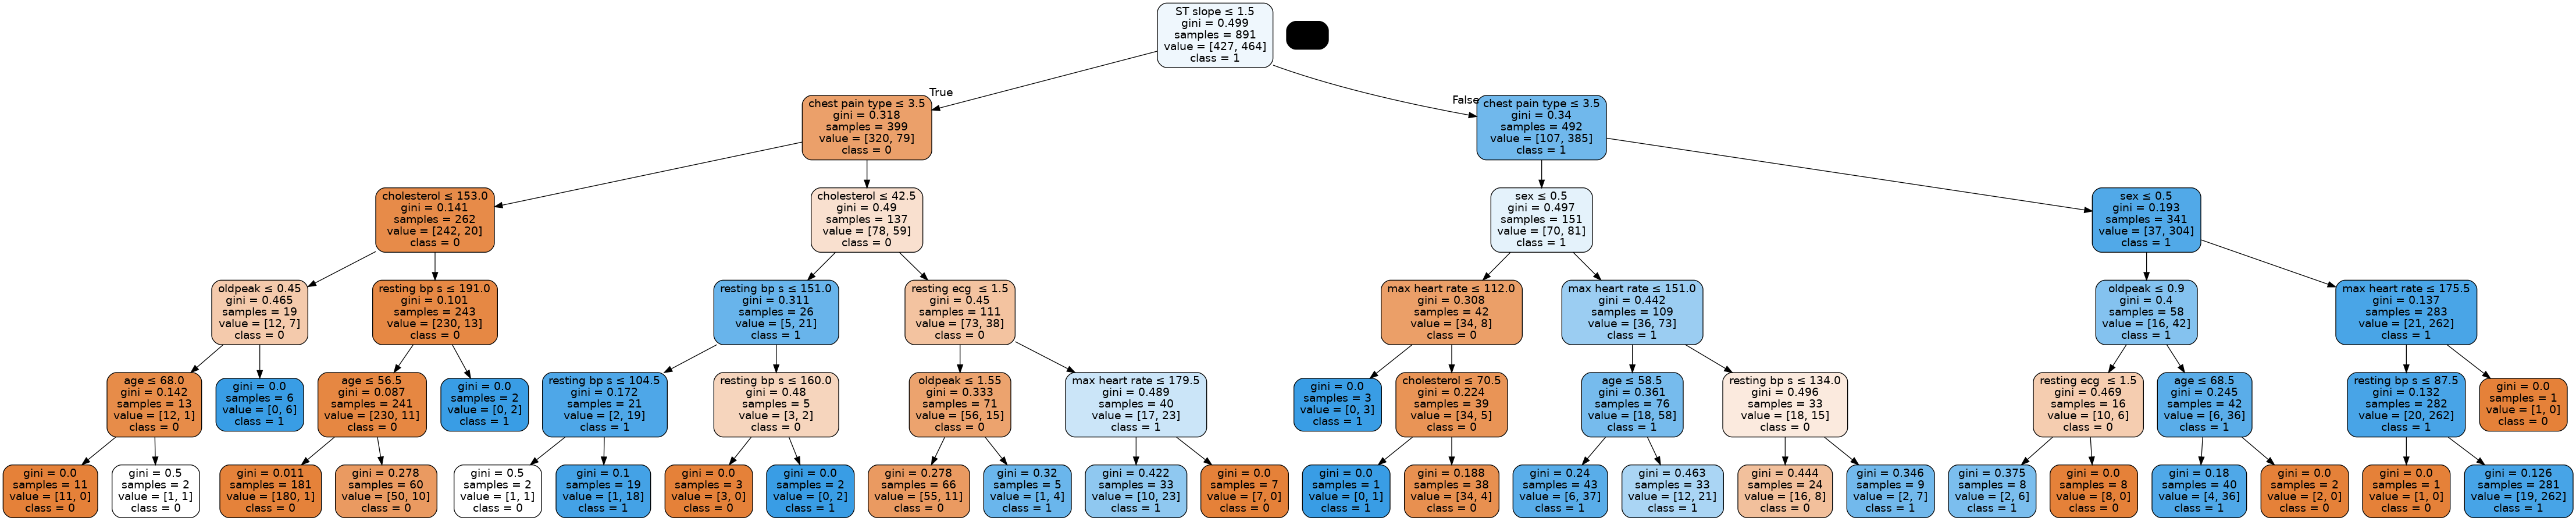 ST slope ≤ 1.5
gini = 0.499
samples = 891
value = [427, 464]
class = 1
True
False
chest pain type ≤ 3.5
gini = 0.318
samples = 399
value = [320, 79]
class = 0
chest pain type ≤ 3.5
gini = 0.34
samples = 492
value = [107, 385]
class = 1
cholesterol ≤ 153.0
gini = 0.141
samples = 262
value = [242, 20]
class = 0
cholesterol ≤ 42.5
gini = 0.49
samples = 137
value = [78, 59]
class = 0
sex ≤ 0.5
gini = 0.497
samples = 151
value = [70, 81]
class = 1
sex ≤ 0.5
gini = 0.193
samples = 341
value = [37, 304]
class = 1
oldpeak ≤ 0.45
gini = 0.465
samples = 19
value = [12, 7]
class = 0
resting bp s ≤ 191.0
gini = 0.101
samples = 243
value = [230, 13]
class = 0
resting bp s ≤ 151.0
gini = 0.311
samples = 26
value = [5, 21]
class = 1
resting ecg ≤ 1.5
gini = 0.45
samples = 111
value = [73, 38]
class = 0
max heart rate ≤ 112.0
gini = 0.308
samples = 42
value = [34, 8]
class = 0
max heart rate ≤ 151.0
gini = 0.442
samples = 109
value = [36, 73]
class = 1
oldpeak ≤ 0.9
gini = 0.4
samples = 58
value = [16, 42]
class = 1
max heart rate ≤ 175.5
gini = 0.137
samples = 283
value = [21, 262]
class = 1
age ≤ 68.0
gini = 0.142
samples = 13
value = [12, 1]
class = 0
gini = 0.0
samples = 6
value = [0, 6]
class = 1
age ≤ 56.5
gini = 0.087
samples = 241
value = [230, 11]
class = 0
gini = 0.0
samples = 2
value = [0, 2]
class = 1
resting bp s ≤ 104.5
gini = 0.172
samples = 21
value = [2, 19]
class = 1
resting bp s ≤ 160.0
gini = 0.48
samples = 5
value = [3, 2]
class = 0
oldpeak ≤ 1.55
gini = 0.333
samples = 71
value = [56, 15]
class = 0
max heart rate ≤ 179.5
gini = 0.489
samples = 40
value = [17, 23]
class = 1
gini = 0.0
samples = 3
value = [0, 3]
class = 1
cholesterol ≤ 70.5
gini = 0.224
samples = 39
value = [34, 5]
class = 0
age ≤ 58.5
gini = 0.361
samples = 76
value = [18, 58]
class = 1
resting bp s ≤ 134.0
gini = 0.496
samples = 33
value = [18, 15]
class = 0
resting ecg ≤ 1.5
gini = 0.469
samples = 16
value = [10, 6]
class = 0
age ≤ 68.5
gini = 0.245
samples = 42
value = [6, 36]
class = 1
resting bp s ≤ 87.5
gini = 0.132
samples = 282
value = [20, 262]
class = 1
gini = 0.0
samples = 1
value = [1, 0]
class = 0
gini = 0.0
samples = 11
value = [11, 0]
class = 0
gini = 0.5
samples = 2
value = [1, 1]
class = 0
gini = 0.011
samples = 181
value = [180, 1]
class = 0
gini = 0.278
samples = 60
value = [50, 10]
class = 0
gini = 0.5
samples = 2
value = [1, 1]
class = 0
gini = 0.1
samples = 19
value = [1, 18]
class = 1
gini = 0.0
samples = 3
value = [3, 0]
class = 0
gini = 0.0
samples = 2
value = [0, 2]
class = 1
gini = 0.278
samples = 66
value = [55, 11]
class = 0
gini = 0.32
samples = 5
value = [1, 4]
class = 1
gini = 0.422
samples = 33
value = [10, 23]
class = 1
gini = 0.0
samples = 7
value = [7, 0]
class = 0
gini = 0.0
samples = 1
value = [0, 1]
class = 1
gini = 0.188
samples = 38
value = [34, 4]
class = 0
gini = 0.24
samples = 43
value = [6, 37]
class = 1
gini = 0.463
samples = 33
value = [12, 21]
class = 1
gini = 0.444
samples = 24
value = [16, 8]
class = 0
gini = 0.346
samples = 9
value = [2, 7]
class = 1
gini = 0.375
samples = 8
value = [2, 6]
class = 1
gini = 0.0
samples = 8
value = [8, 0]
class = 0
gini = 0.18
samples = 40
value = [4, 36]
class = 1
gini = 0.0
samples = 2
value = [2, 0]
class = 0
gini = 0.0
samples = 1
value = [1, 0]
class = 0
gini = 0.126
samples = 281
value = [19, 262]
class = 1